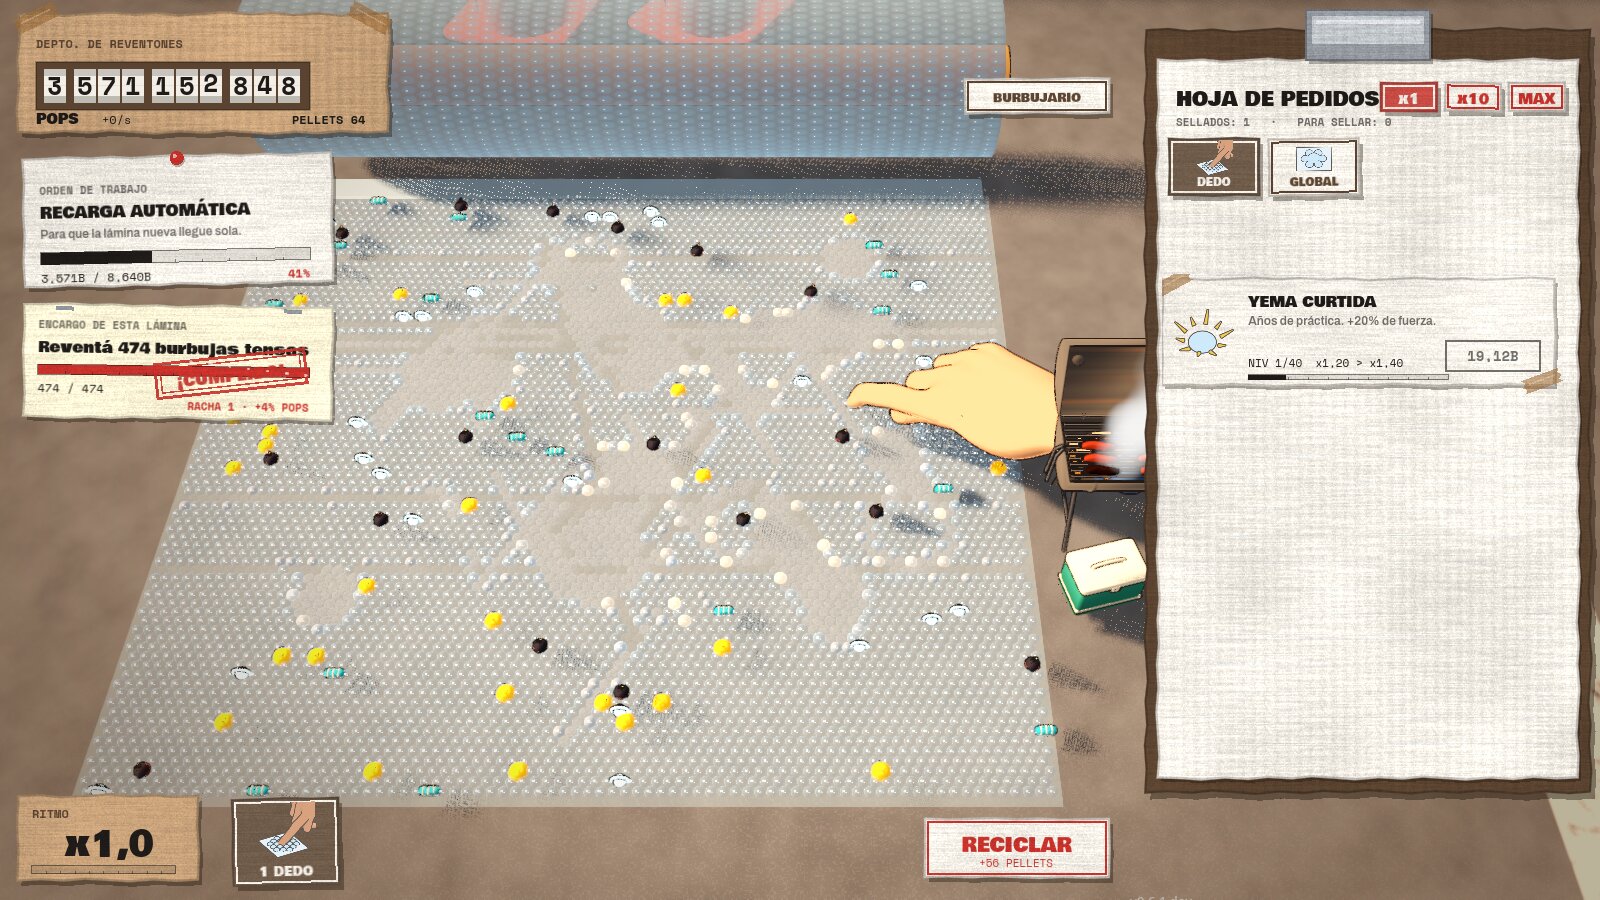 DEPTO. DE REVENTONES
3 571 152 848
POPS +0/s PELLETS 64
ORDEN DE TRABAJO
RECARGA AUTOMÁTICA
Para que la lámina nueva llegue sola.
3.571B / 8.640B 41%
ENCARGO DE ESTA LÁMINA
Reventá 474 burbujas tensas
474 / 474
RACHA 1 · +4% POPS
RITMO
x1,0
1 DEDO
BURBUJARIO
RECICLAR
+56 PELLETS
HOJA DE PEDIDOS x1 x10 MAX
SELLADOS: 1 · PARA SELLAR: 0
DEDO GLOBAL
YEMA CURTIDA
Años de práctica. +20% de fuerza.
NIV 1/40 x1,20 > x1,40 19.12B